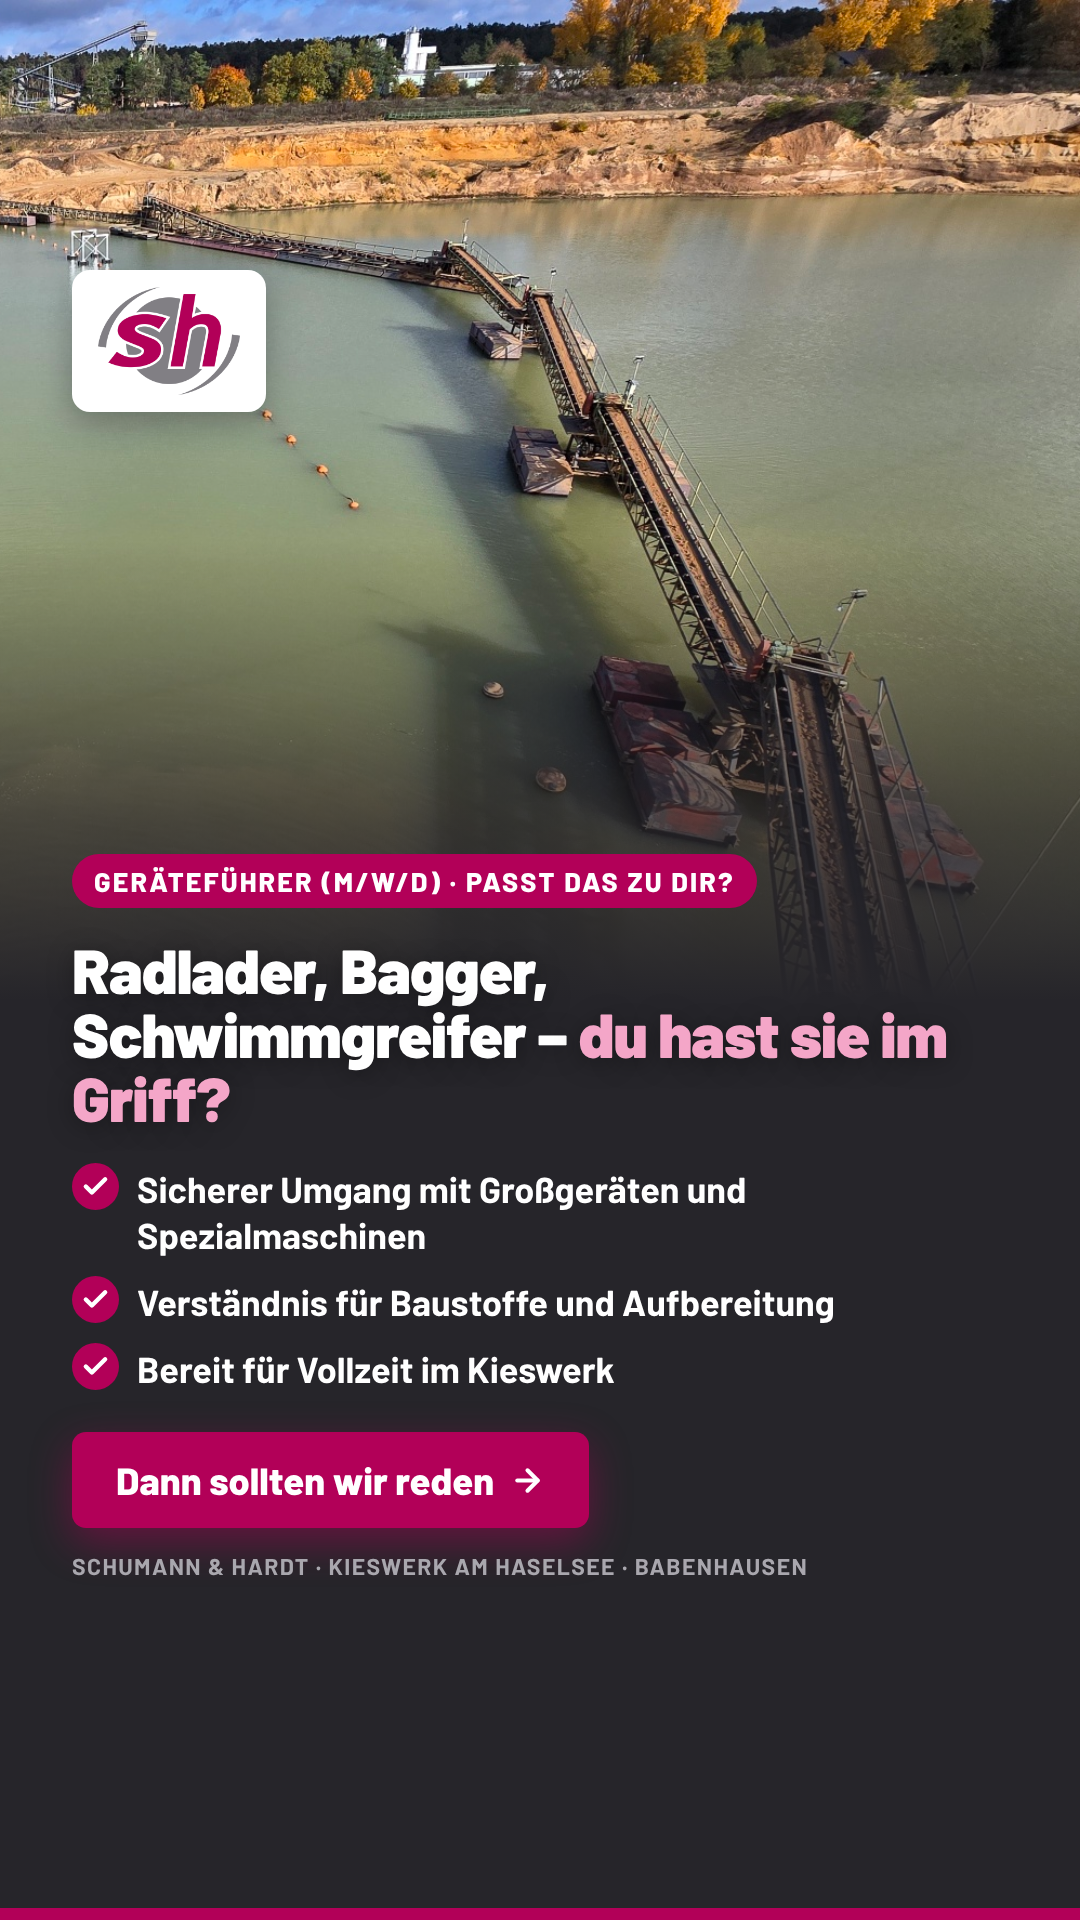 sh
GERÄTEFÜHRER (M/W/D) · PASST DAS ZU DIR?
Radlader, Bagger,
Schwimmgreifer – du hast sie im
Griff?
Sicherer Umgang mit Großgeräten und
Spezialmaschinen
Verständnis für Baustoffe und Aufbereitung
Bereit für Vollzeit im Kieswerk
Dann sollten wir reden →
SCHUMANN & HARDT · KIESWERK AM HASELSEE · BABENHAUSEN